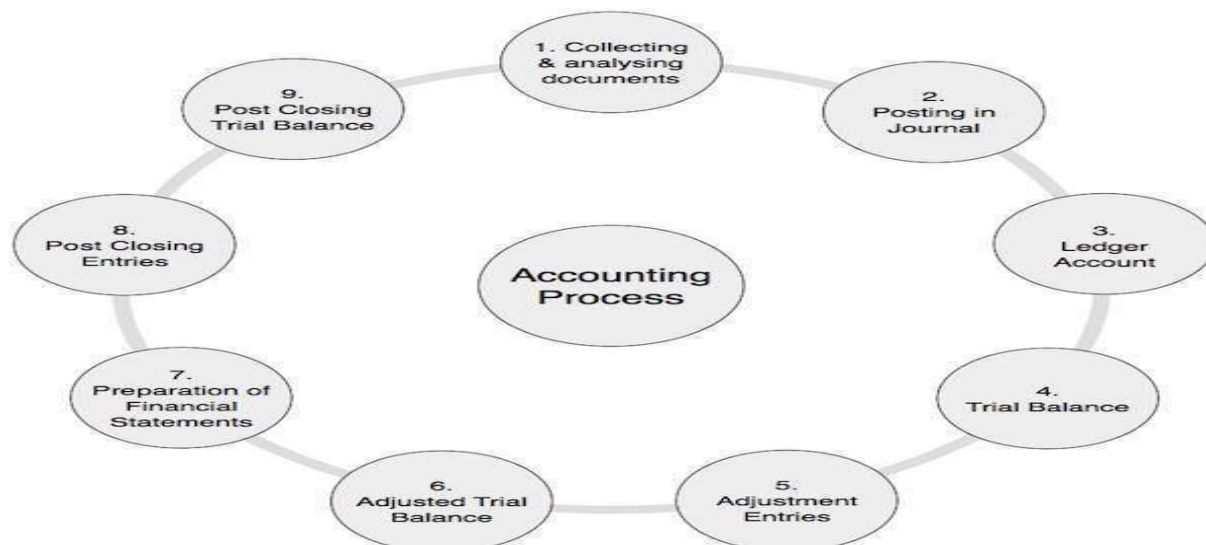 1. Collecting
& analysing
documents
2.
Posting in
Journal
3.
Ledger
Account
4.
Trial Balance
5.
Adjustment
Entries
6.
Adjusted Trial
Balance
7.
Preparation of
Financial
Statements
8.
Post Closing
Entries
9.
Post Closing
Trial Balance
Accounting
Process